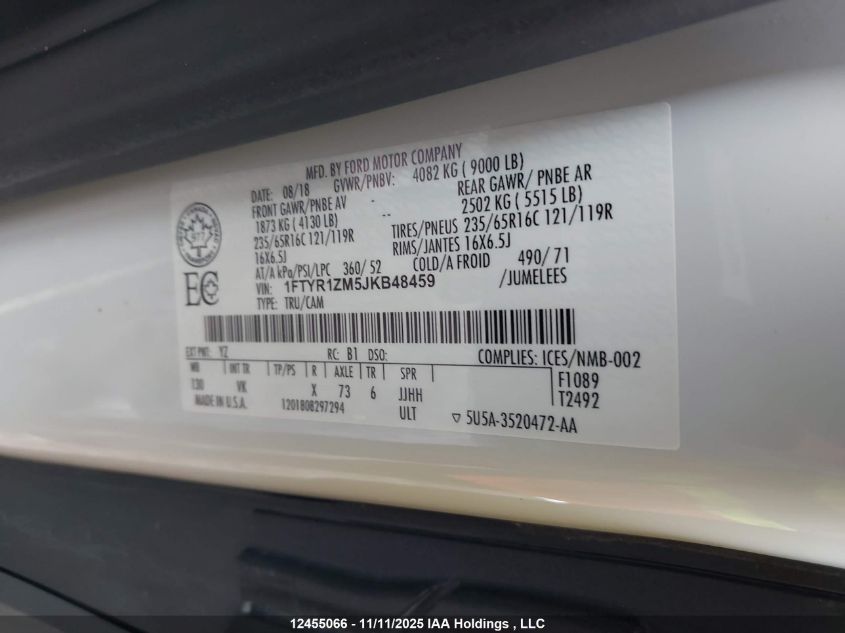 MFD. BY FORD MOTOR COMPANY
DATE: 08/18 GVWR/PNBV: 4082 KG ( 9000 LB)
FRONT GAWR/PNBE AV -- REAR GAWR/ PNBE AR
1873 KG ( 4130 LB) 2502 KG ( 5515 LB)
235/65R16C 121/119R TIRES/PNEUS 235/65R16C 121/119R
16X6.5J RIMS/JANTES 16X6.5J
AT/A kPa/PSI/LPC 360/ 52 COLD/A FROID 490/ 71
VIN: 1FTYR1ZM5JKB48459 /JUMELEES
TYPE: TRU/CAM
EC
EXT PNT: YZ RC: B1 DSO: COMPLIES: ICES/NMB-002
WB INT TR TP/PS R AXLE TR SPR F1089
130 VK X 73 6 JJHH T2492
MADE IN U.S.A. 1201808297294 ULT ▽ 5U5A-3520472-AA
12455066 - 11/11/2025 IAA Holdings , LLC